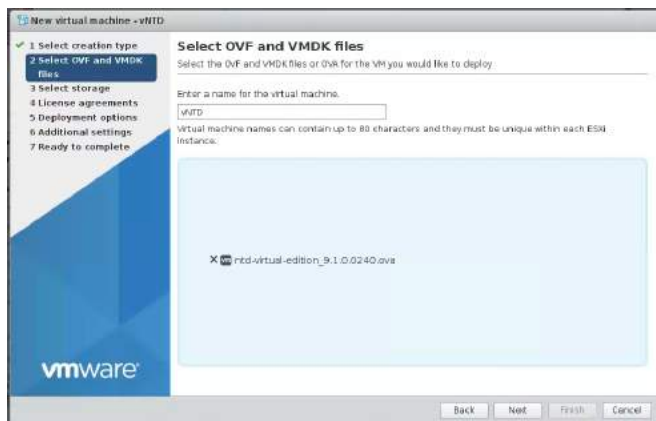 New virtual machine - vNTD
1 Select creation type
2 Select OVF and VMDK
files
3 Select storage
4 License agreements
5 Deployment options
6 Additional settings
7 Ready to complete
vmware
Select OVF and VMDK files
Select the OVF and VMDK files or OVA for the VM you would like to deploy
Enter a name for the virtual machine.
vNTD
Virtual machine names can contain up to 80 characters and they must be unique within each ESXi
instance.
ntd-virtual-edition_9.1.0.0240.ova
Back
Next
Finish
Cancel